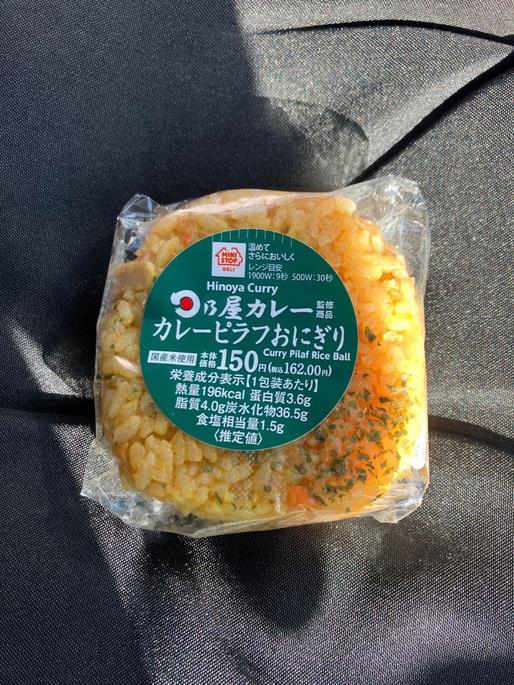 MINI
STOP
DELI
温めて
さらにおいしく
レンジ目安
1900W:9秒 500W:30秒
Hinoya Curry
日乃屋カレー 監修
商品
カレーピラフおにぎり
Curry Pilaf Rice Ball
国産米使用 本体
価格 150円(税込162.00円)
栄養成分表示【1包装あたり】
熱量196kcal 蛋白質3.6g
脂質4.0g炭水化物36.5g
食塩相当量1.5g
〈推定値〉